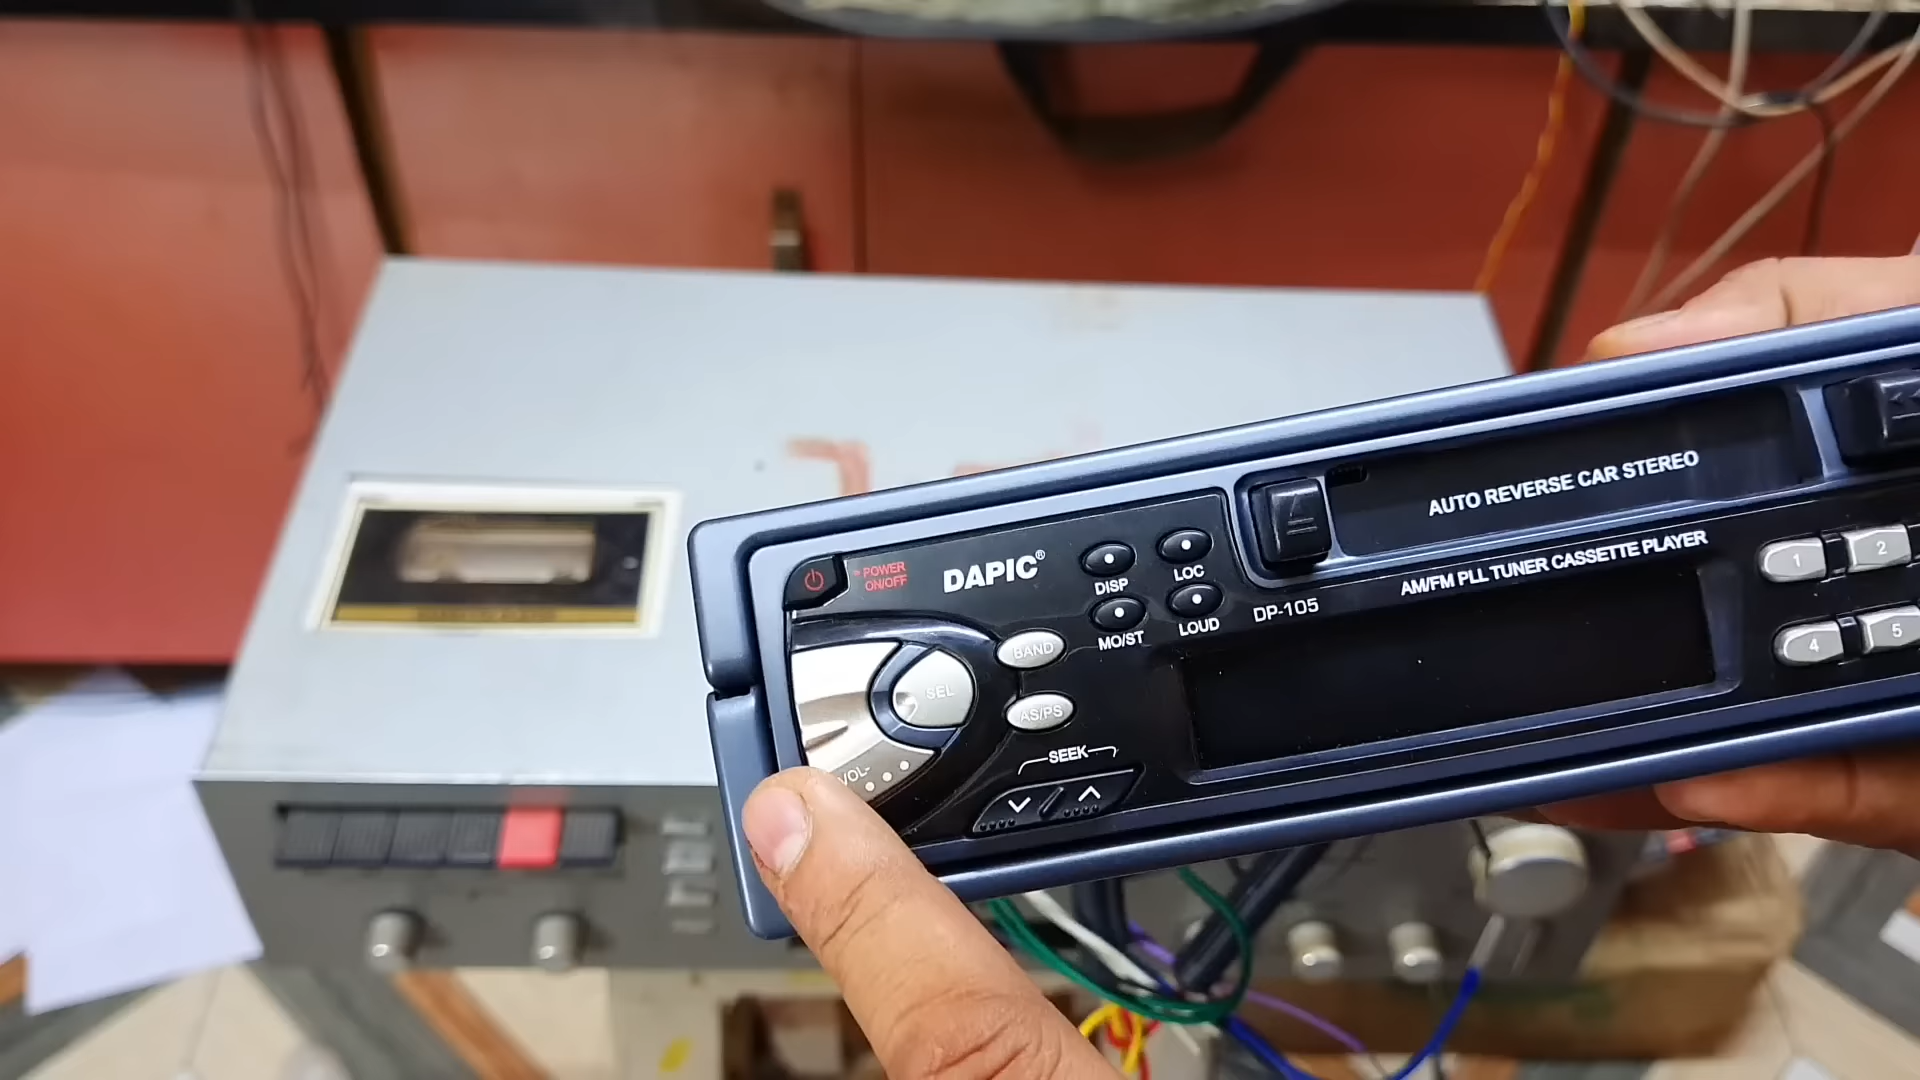 POWER
ON/OFF
DAPIC®
DISP
LOC
MO/ST
LOUD
DP-105
AUTO REVERSE CAR STEREO
AM/FM PLL TUNER CASSETTE PLAYER
BAND
SEL
AS/PS
VOL-
SEEK
1
2
4
5